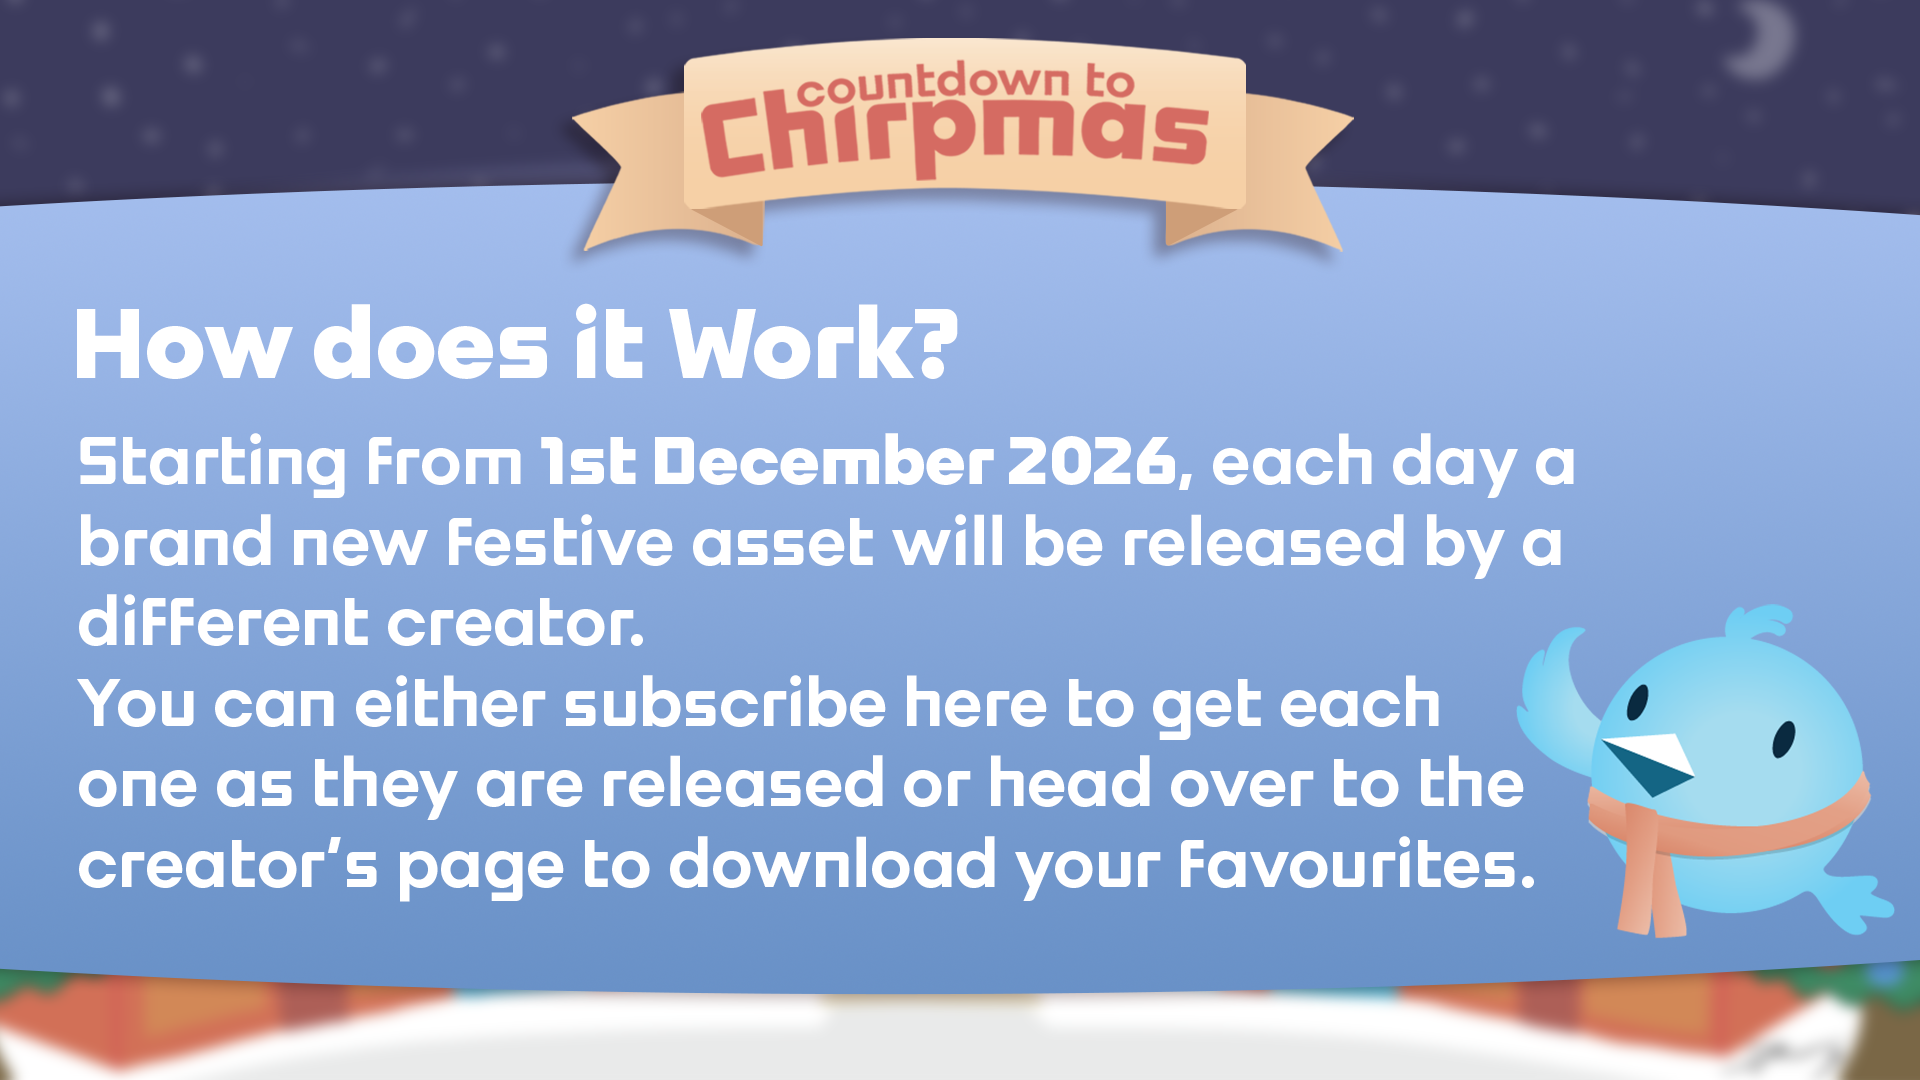 countdown to
Chirpmas
How does it Work?
Starting from 1st December 2026, each day a
brand new festive asset will be released by a
different creator.
You can either subscribe here to get each
one as they are released or head over to the
creator's page to download your favourites.